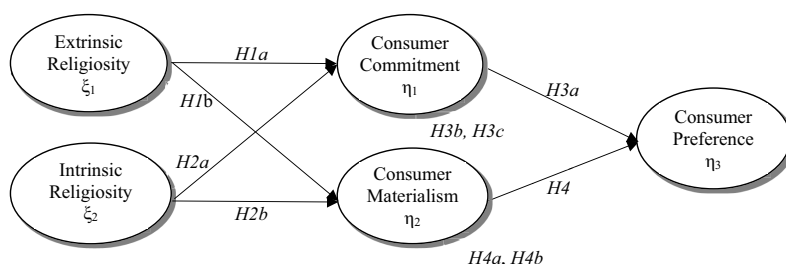 Extrinsic
Religiosity
ξ1
H1a
Consumer
Commitment
η1
H1b
H3a
H3b, H3c
Consumer
Preference
η3
Intrinsic
Religiosity
ξ2
H2a
H2b
Consumer
Materialism
η2
H4
H4a, H4b